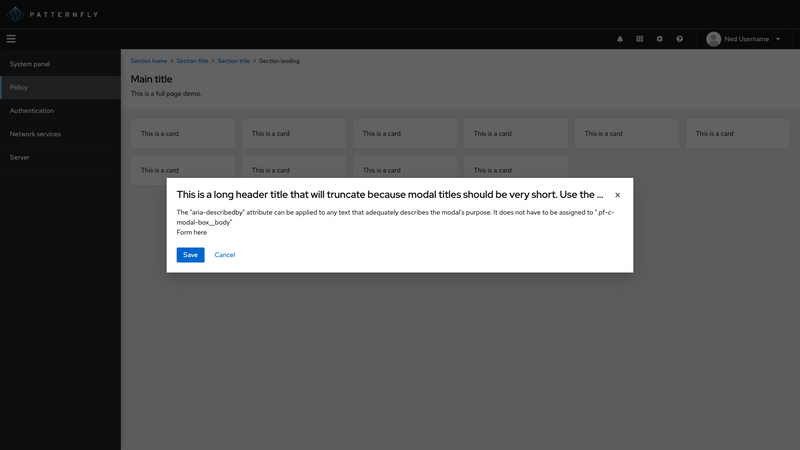 PATTERNFLY
Ned Username
System panel
Policy
Authentication
Network services
Server
Section home > Section title > Section title > Section landing
Main title
This is a full page demo.
This is a card This is a card This is a card This is a card This is a card This is a card
This is a card This is a card This is a card This is a card
This is a long header title that will truncate because modal titles should be very short. Use the ...
The "aria-describedby" attribute can be applied to any text that adequately describes the modal's purpose. It does not have to be assigned to ".pf-c-
modal-box__body"
Form here
Save Cancel